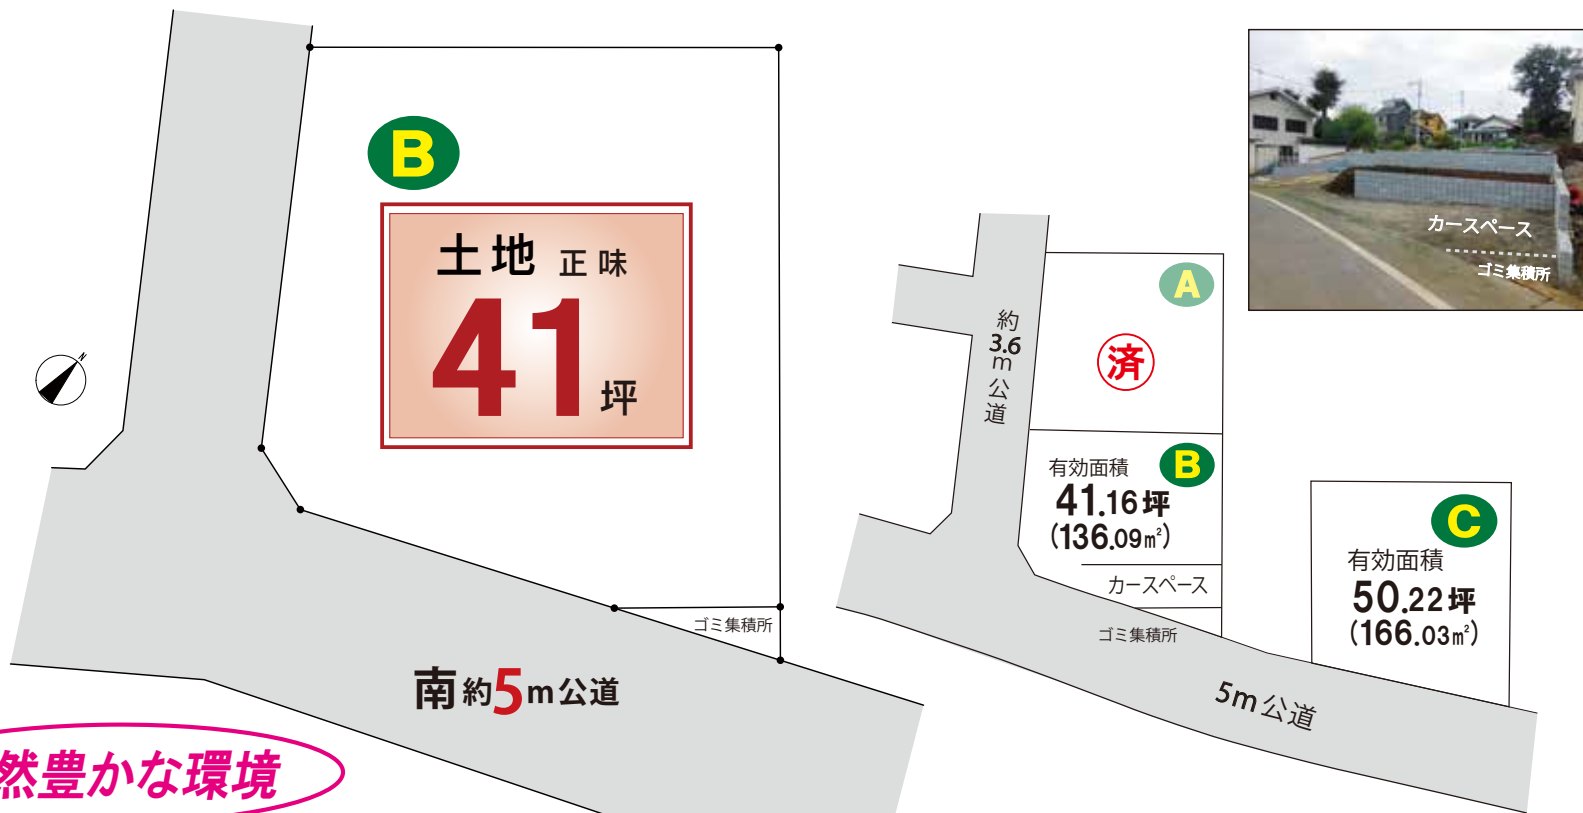 B
土地 正味
41坪
N
ゴミ集積所
南約5m公道
然豊かな環境
カースペース
ゴミ集積所
約3.6m公道
A
済
B
有効面積
41.16坪
(136.09㎡)
カースペース
ゴミ集積所
C
有効面積
50.22坪
(166.03㎡)
5m公道